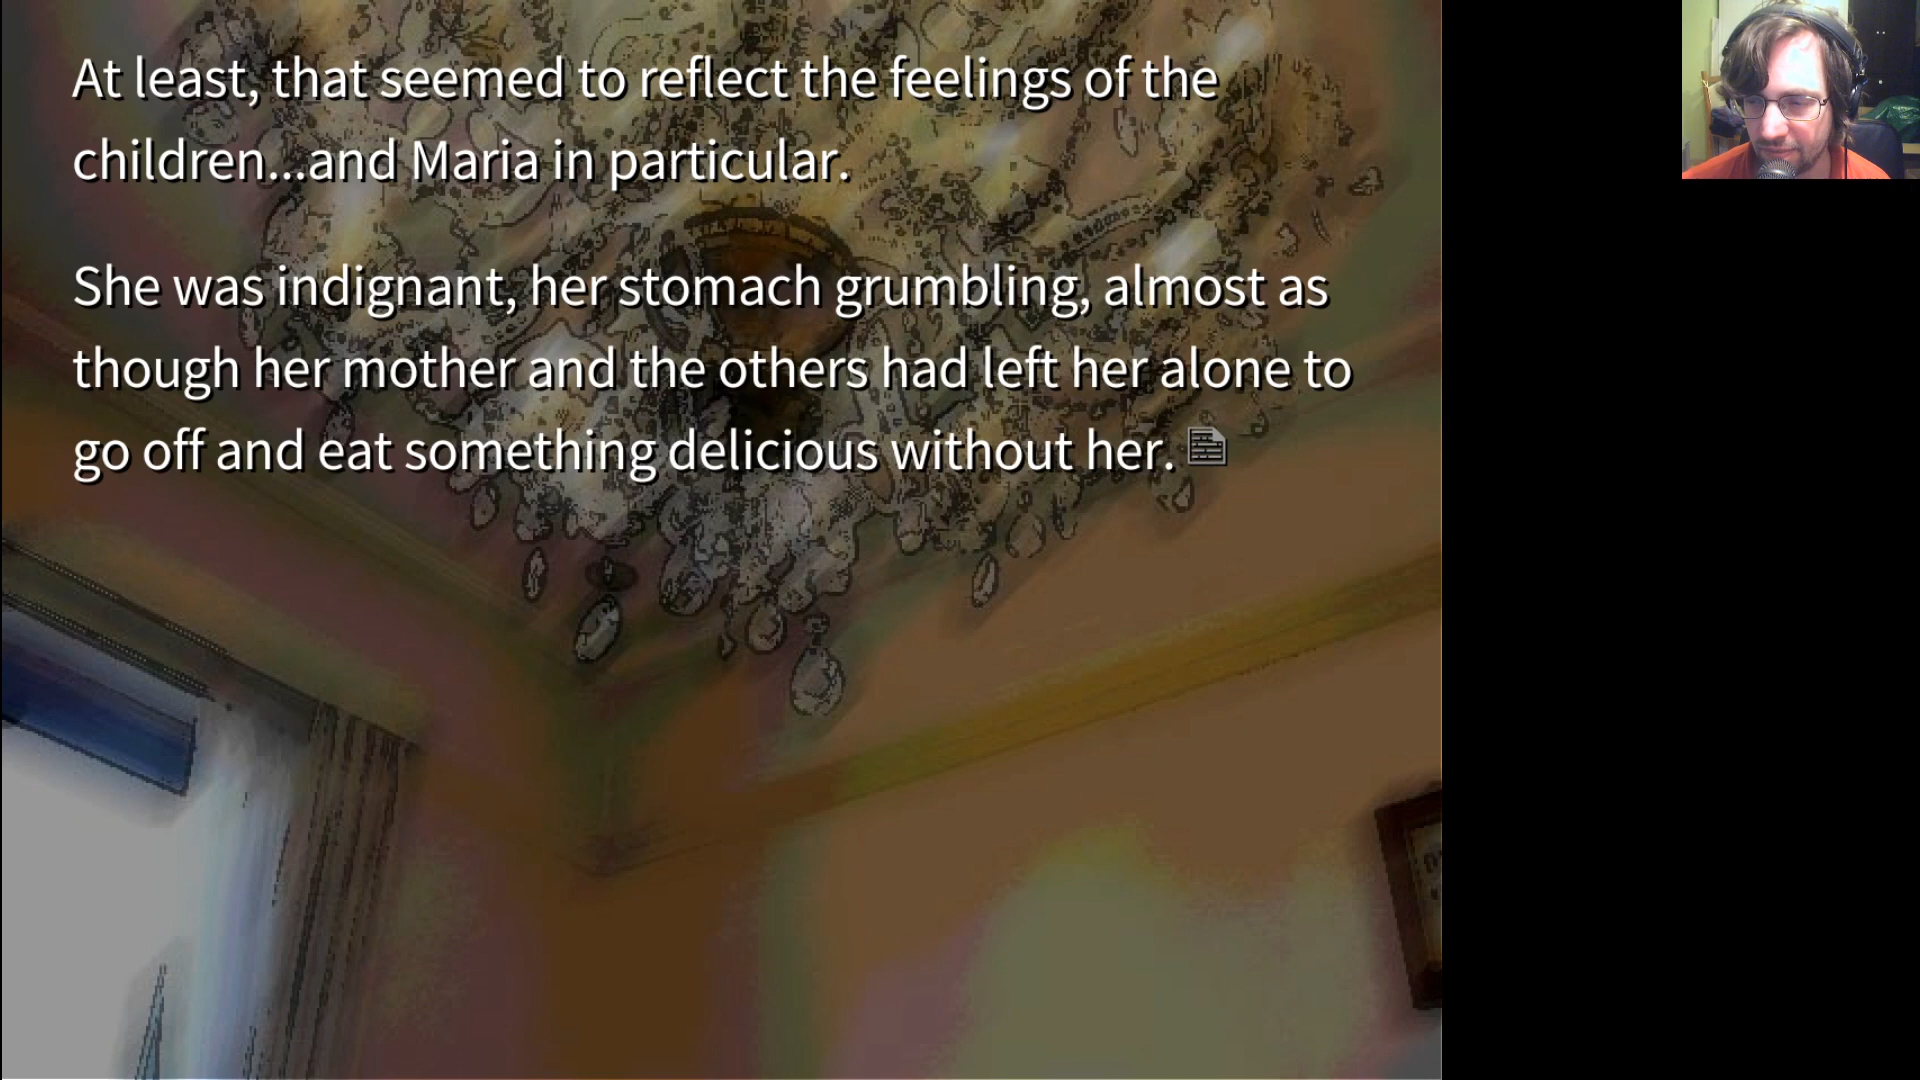 At least, that seemed to reflect the feelings of the
children...and Maria in particular.
She was indignant, her stomach grumbling, almost as
though her mother and the others had left her alone to
go off and eat something delicious without her.